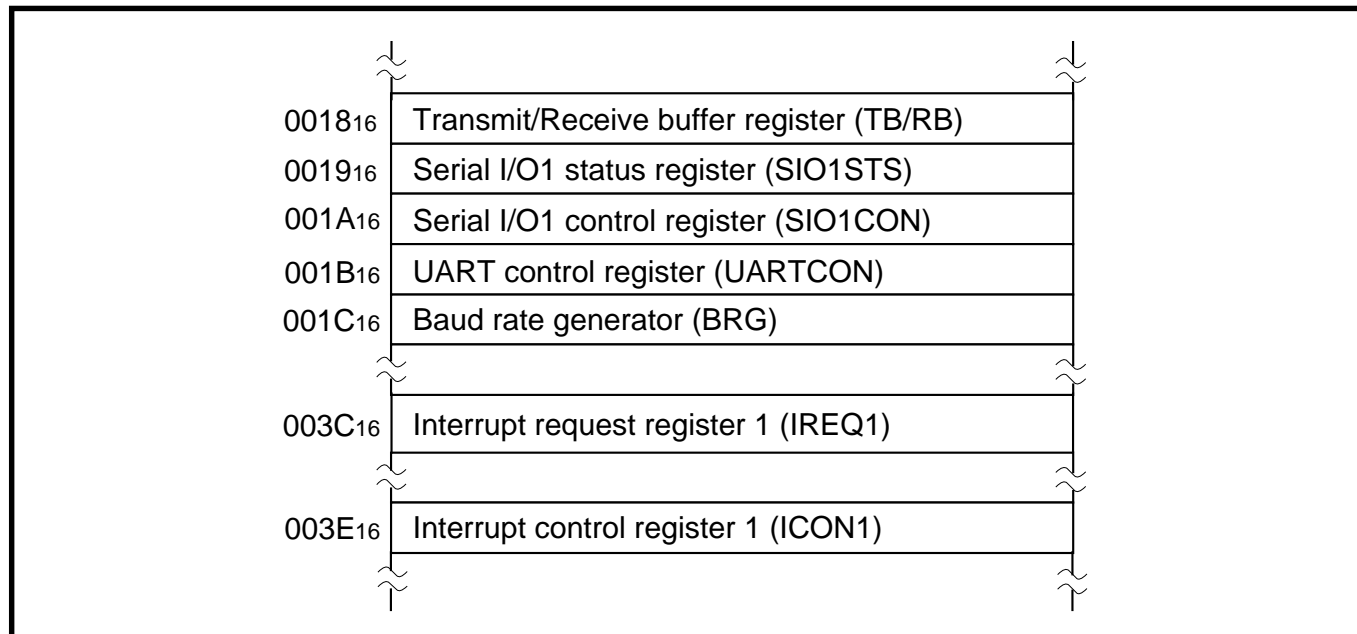 001816 Transmit/Receive buffer register (TB/RB)
001916 Serial I/O1 status register (SIO1STS)
001A16 Serial I/O1 control register (SIO1CON)
001B16 UART control register (UARTCON)
001C16 Baud rate generator (BRG)
003C16 Interrupt request register 1 (IREQ1)
003E16 Interrupt control register 1 (ICON1)